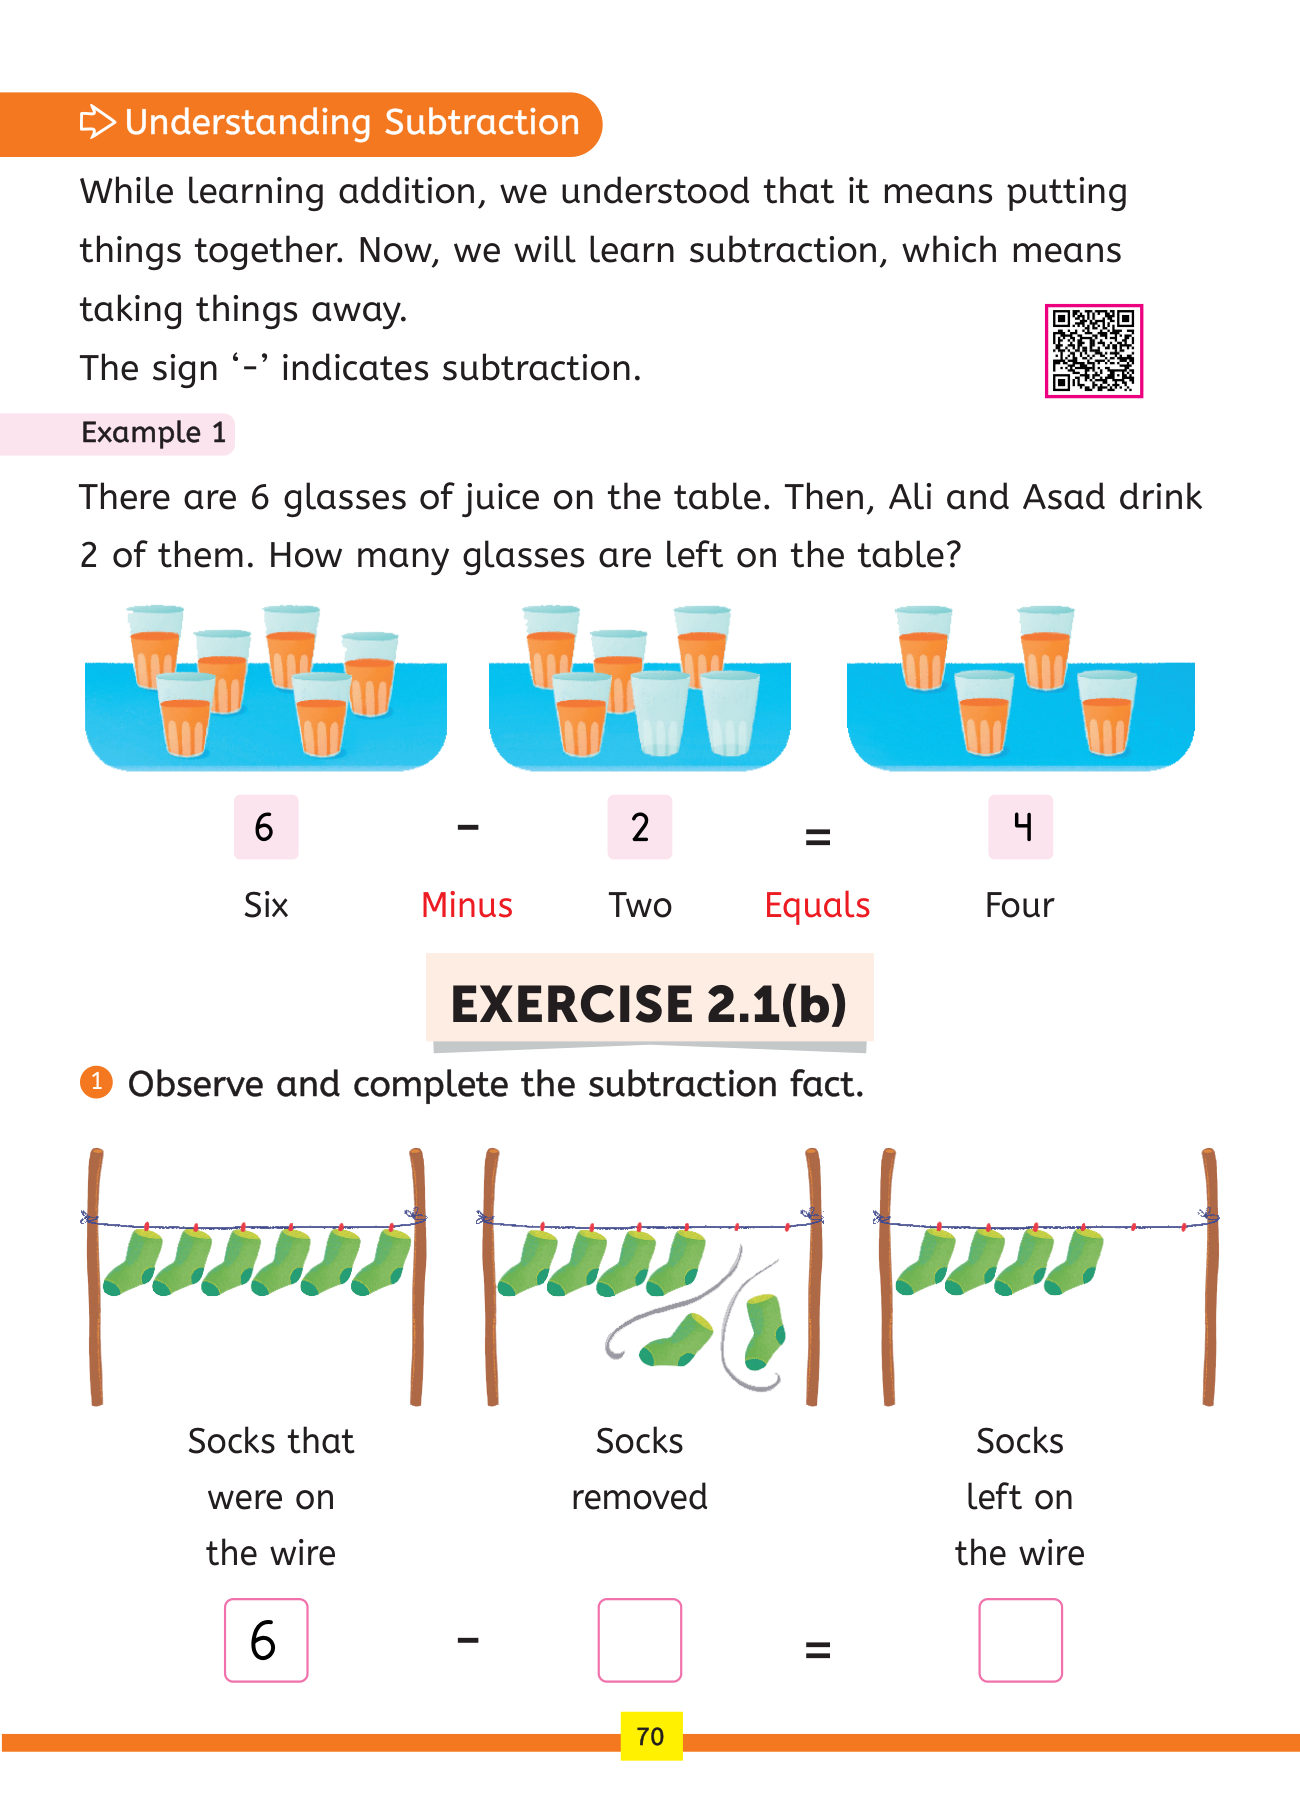 Understanding Subtraction
While learning addition, we understood that it means putting
things together. Now, we will learn subtraction, which means
taking things away.
The sign ‘-’ indicates subtraction.
Example 1
There are 6 glasses of juice on the table. Then, Ali and Asad drink
2 of them. How many glasses are left on the table?
6 - 2 = 4
Six Minus Two Equals Four
EXERCISE 2.1(b)
1 Observe and complete the subtraction fact.
Socks that
were on
the wire
Socks
removed
Socks
left on
the wire
6 - =
70